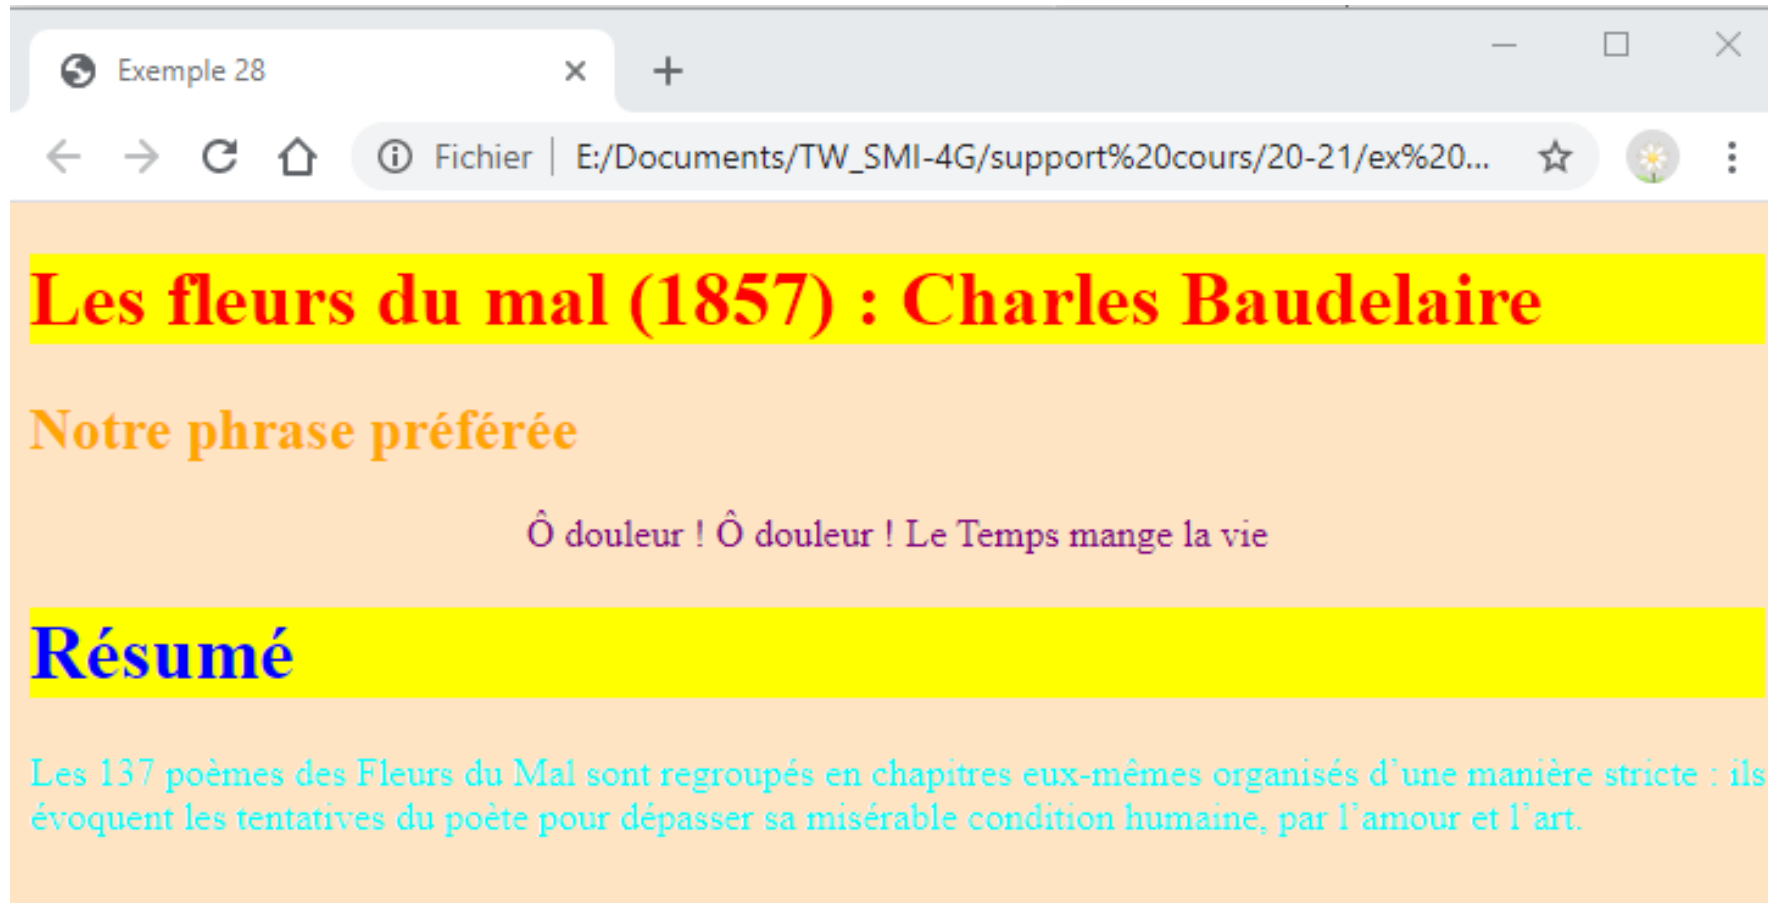 Exemple 28
Fichier E:/Documents/TW_SMI-4G/support%20cours/20-21/ex%20...
Les fleurs du mal (1857) : Charles Baudelaire
Notre phrase préférée
Ô douleur ! Ô douleur ! Le Temps mange la vie
Résumé
Les 137 poèmes des Fleurs du Mal sont regroupés en chapitres eux-mêmes organisés d’une manière stricte : ils
évoquent les tentatives du poète pour dépasser sa misérable condition humaine, par l’amour et l’art.